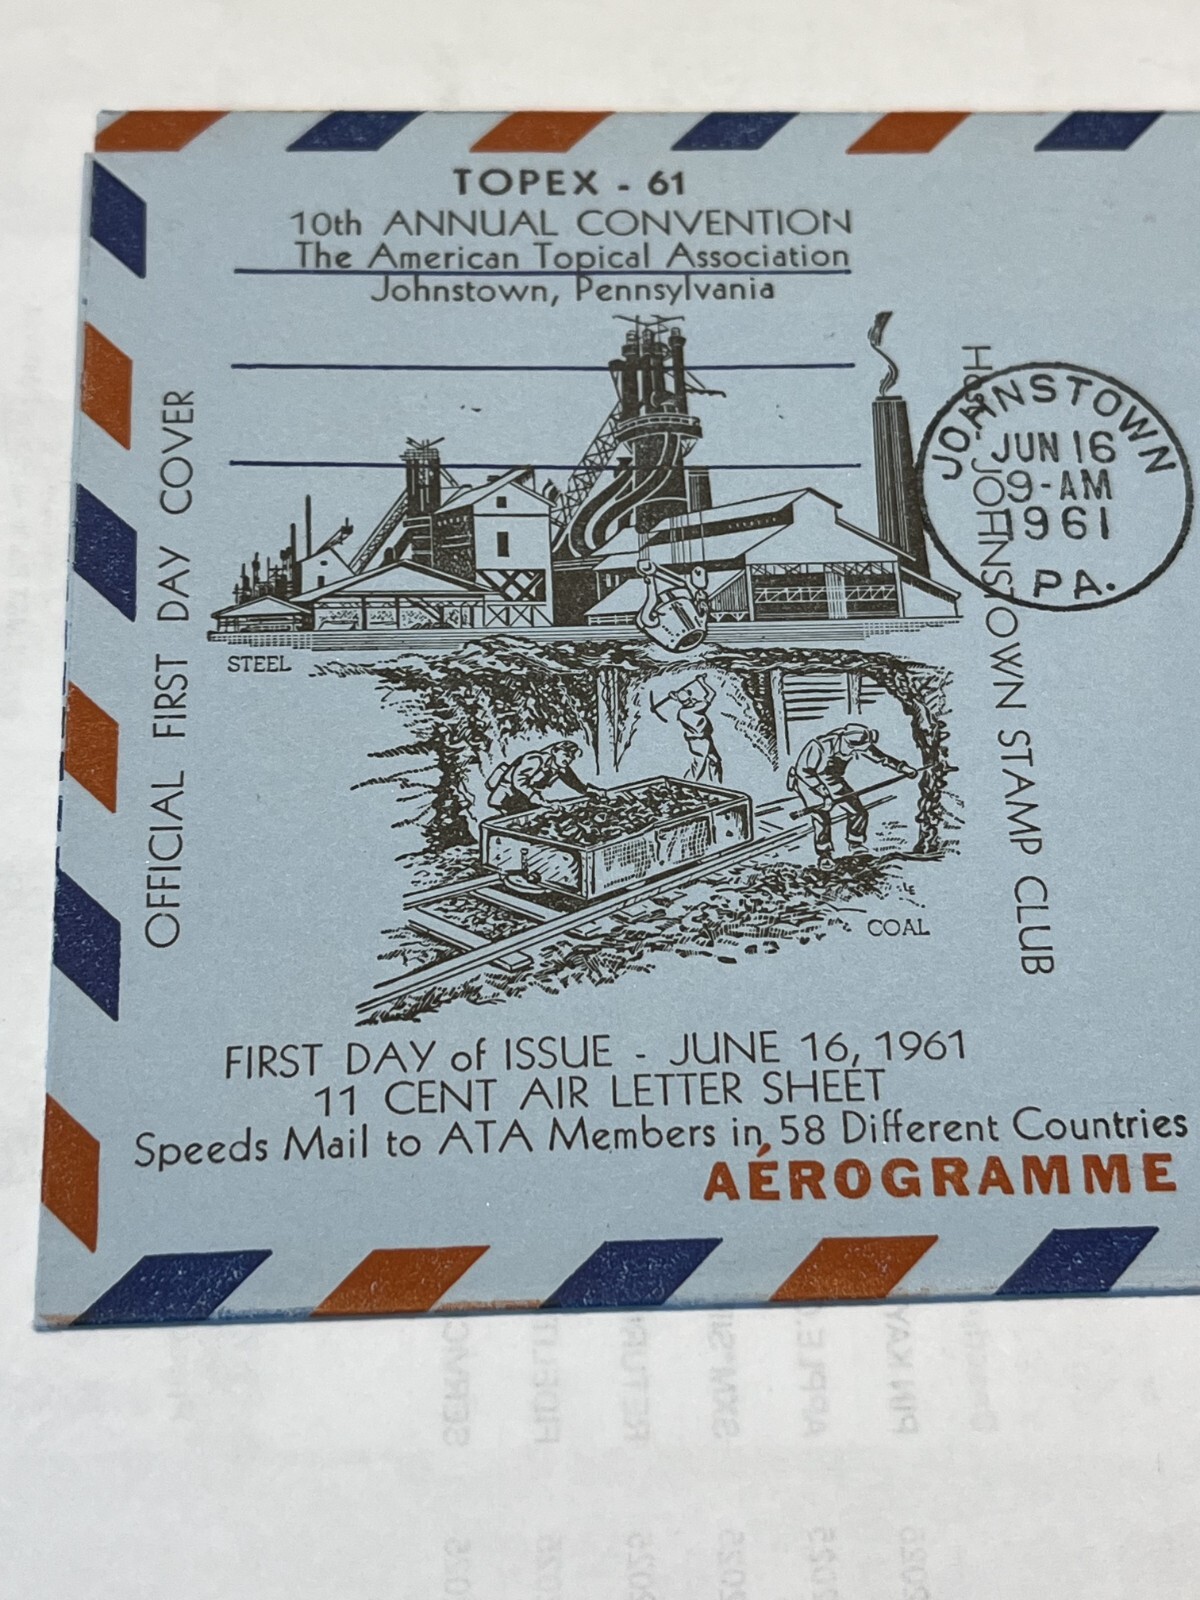 TOPEX - 61
10th ANNUAL CONVENTION
The American Topical Association
Johnstown, Pennsylvania
OFFICIAL FIRST DAY COVER
JOHNSTOWN
JUN 16
9-AM
1961
PA.
JOHNSTOWN STAMP CLUB
STEEL
COAL
FIRST DAY of ISSUE - JUNE 16, 1961
11 CENT AIR LETTER SHEET
Speeds Mail to ATA Members in 58 Different Countries
AÉROGRAMME